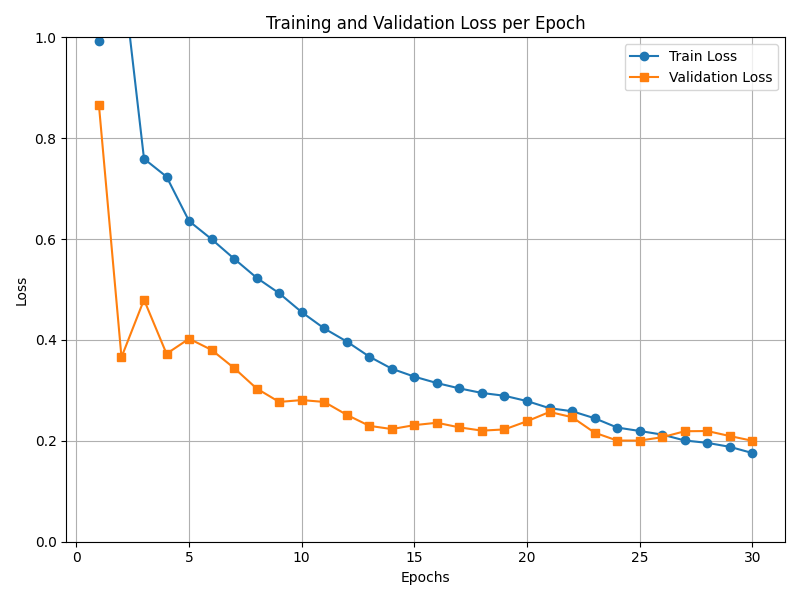 Training and Validation Loss per Epoch
Train Loss
Validation Loss
1.0
0.8
0.6
0.4
0.2
0.0
Loss
0 5 10 15 20 25 30
Epochs